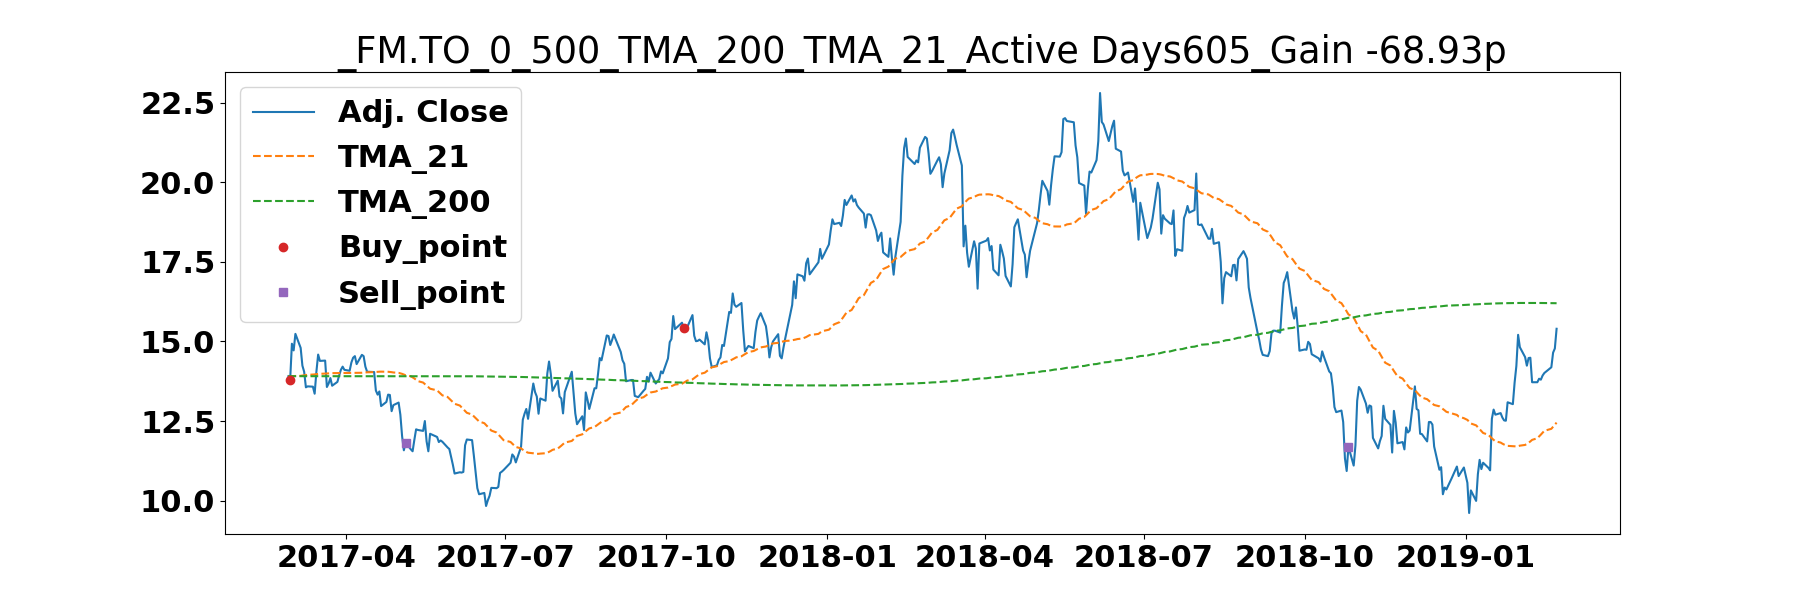 _FM.TO_0_500_TMA_200_TMA_21_Active Days605_Gain -68.93p
22.5
20.0
17.5
15.0
12.5
10.0
Adj. Close
TMA_21
TMA_200
Buy_point
Sell_point
2017-04 2017-07 2017-10 2018-01 2018-04 2018-07 2018-10 2019-01